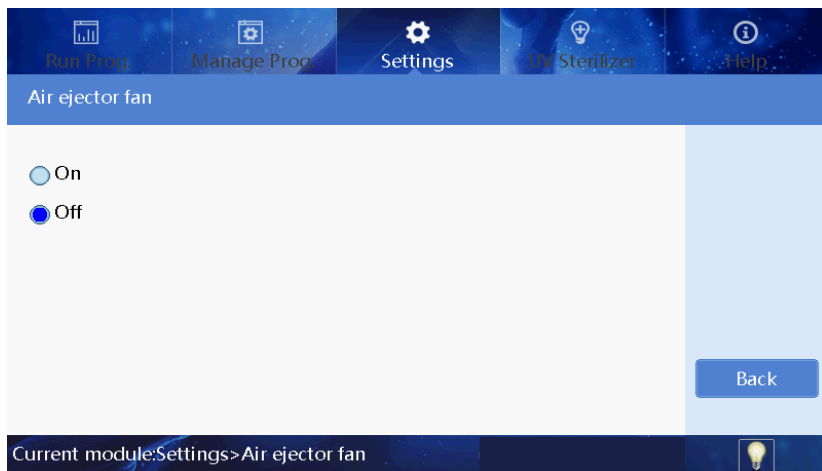 Run Prog.
Manage Prog.
Settings
UV Sterilizer
Help
Air ejector fan
On
Off
Back
Current module:Settings>Air ejector fan